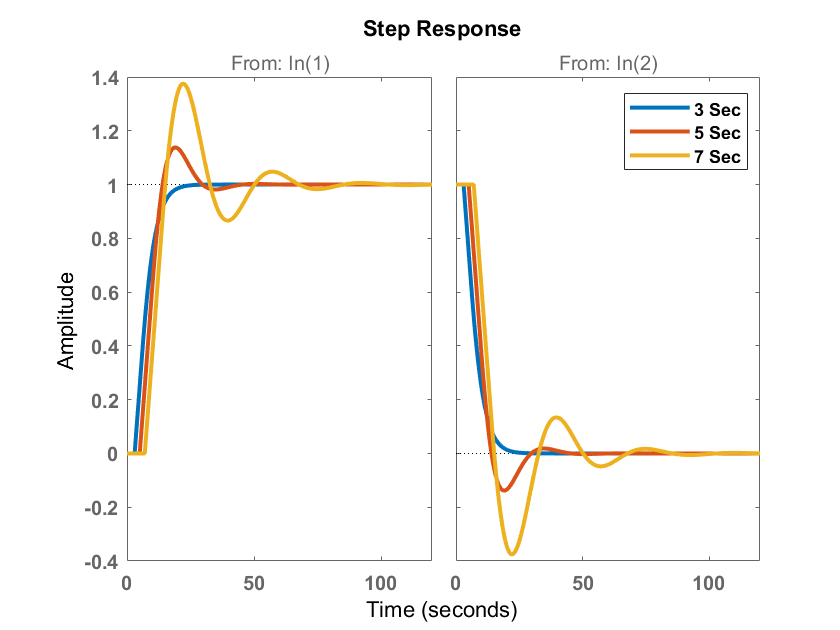 Step Response
From: In(1)
From: In(2)
3 Sec
5 Sec
7 Sec
Amplitude
1.4
1.2
1
0.8
0.6
0.4
0.2
0
-0.2
-0.4
0
50
100
0
50
100
Time (seconds)